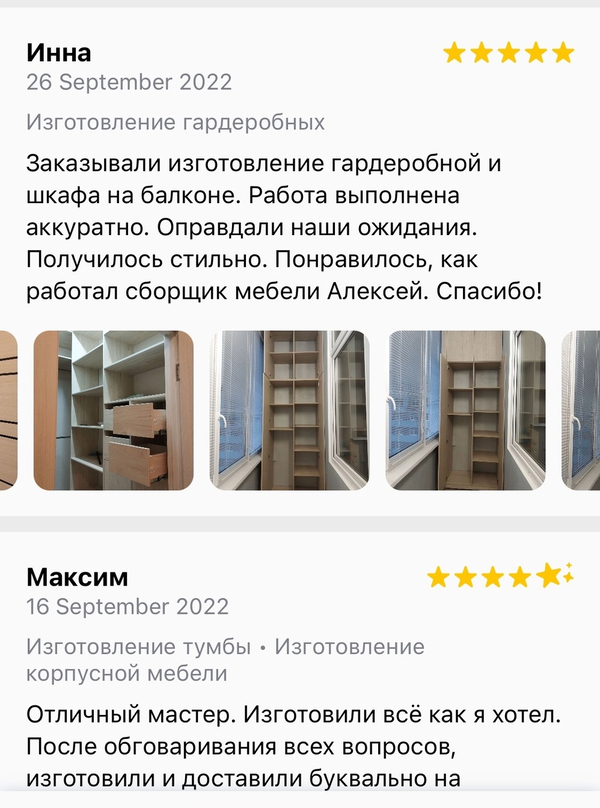 Инна
26 September 2022
Изготовление гардеробных
Заказывали изготовление гардеробной и
шкафа на балконе. Работа выполнена
аккуратно. Оправдали наши ожидания.
Получилось стильно. Понравилось, как
работал сборщик мебели Алексей. Спасибо!
Максим
16 September 2022
Изготовление тумбы • Изготовление
корпусной мебели
Отличный мастер. Изготовили всё как я хотел.
После обговаривания всех вопросов,
изготовили и доставили буквально на